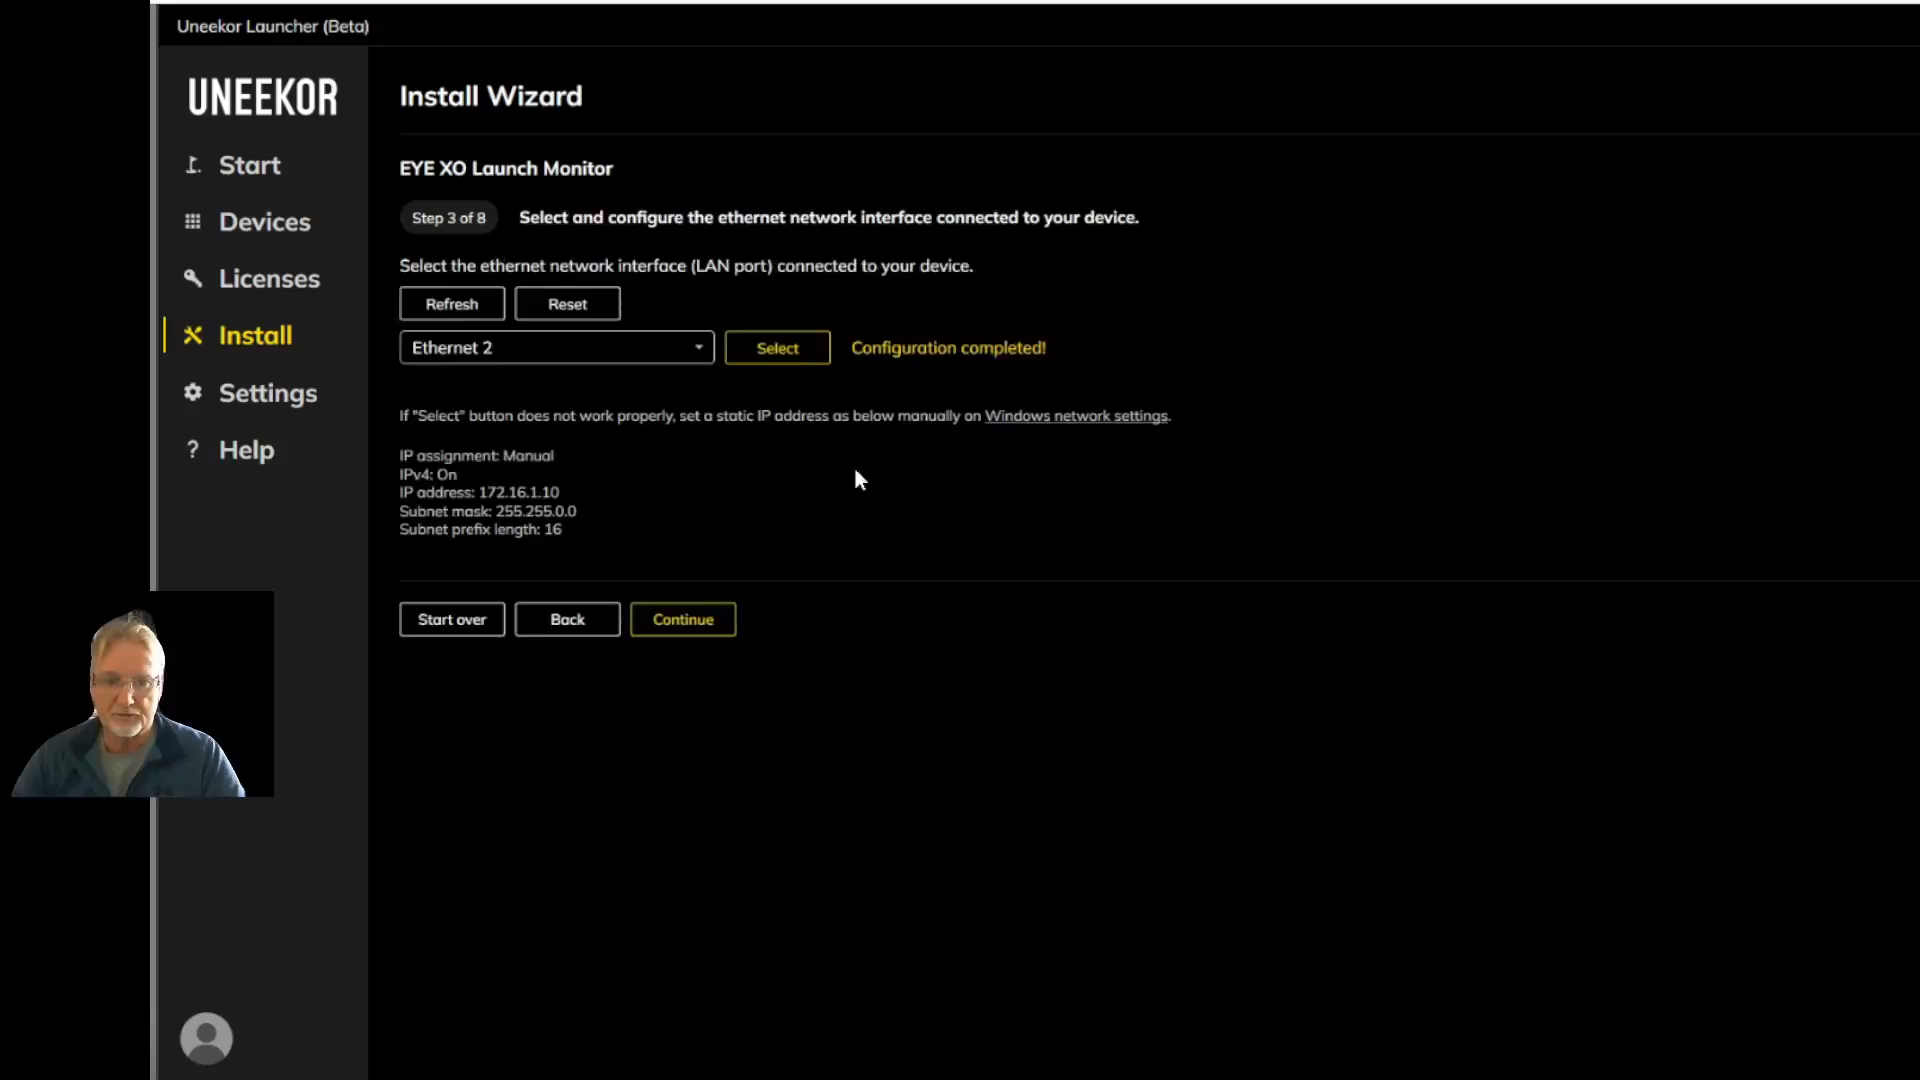 Uneekor Launcher (Beta)
UNEEKOR
Start
Devices
Licenses
Install
Settings
? Help
Install Wizard
EYE XO Launch Monitor
Step 3 of 8 Select and configure the ethernet network interface connected to your device.
Select the ethernet network interface (LAN port) connected to your device.
Refresh Reset
Ethernet 2 Select Configuration completed!
If "Select" button does not work properly, set a static IP address as below manually on Windows network settings.
IP assignment: Manual
IPv4: On
IP address: 172.16.1.10
Subnet mask: 255.255.0.0
Subnet prefix length: 16
Start over Back Continue